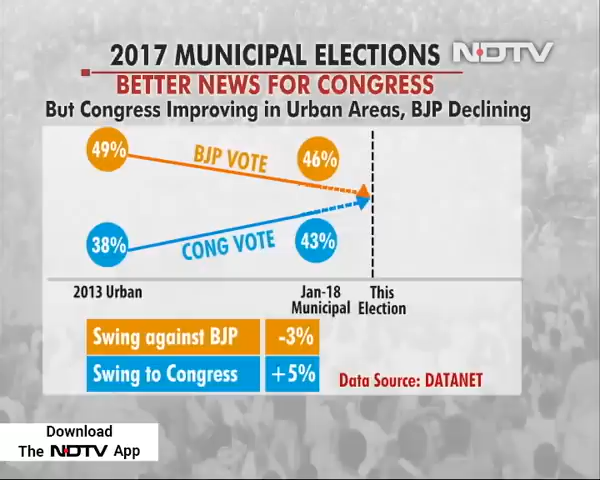 2017 MUNICIPAL ELECTIONS
NDTV
BETTER NEWS FOR CONGRESS
But Congress Improving in Urban Areas, BJP Declining
49%
BJP VOTE
46%
38%
CONG VOTE
43%
2013 Urban
Jan-18
Municipal
This
Election
Swing against BJP -3%
Swing to Congress +5%
Data Source: DATANET
Download
The NDTV App